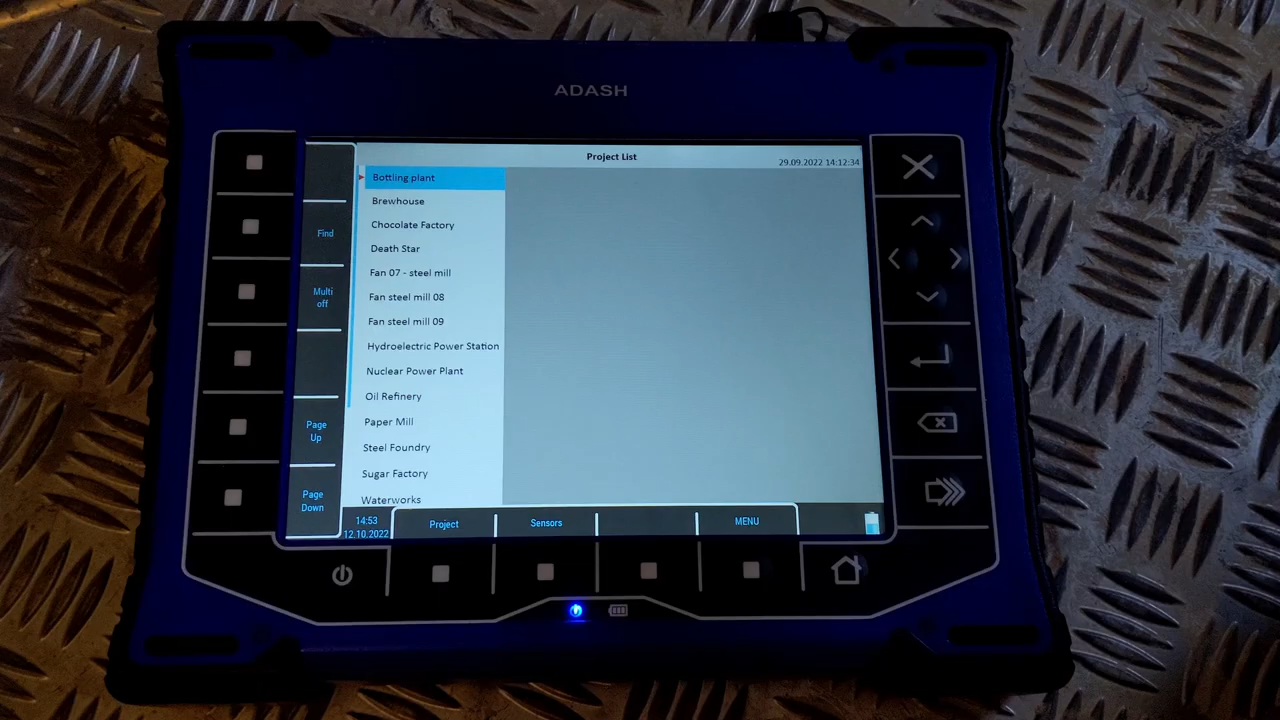 ADASH
Project List
29.09.2022 14:12:34
Bottling plant
Brewhouse
Chocolate Factory
Death Star
Fan 07 - steel mill
Fan steel mill 08
Fan steel mill 09
Hydroelectric Power Station
Nuclear Power Plant
Oil Refinery
Paper Mill
Steel Foundry
Sugar Factory
Waterworks
Find
Multi
off
Page
Up
Page
Down
14:53
12.10.2022
Project
Sensors
MENU